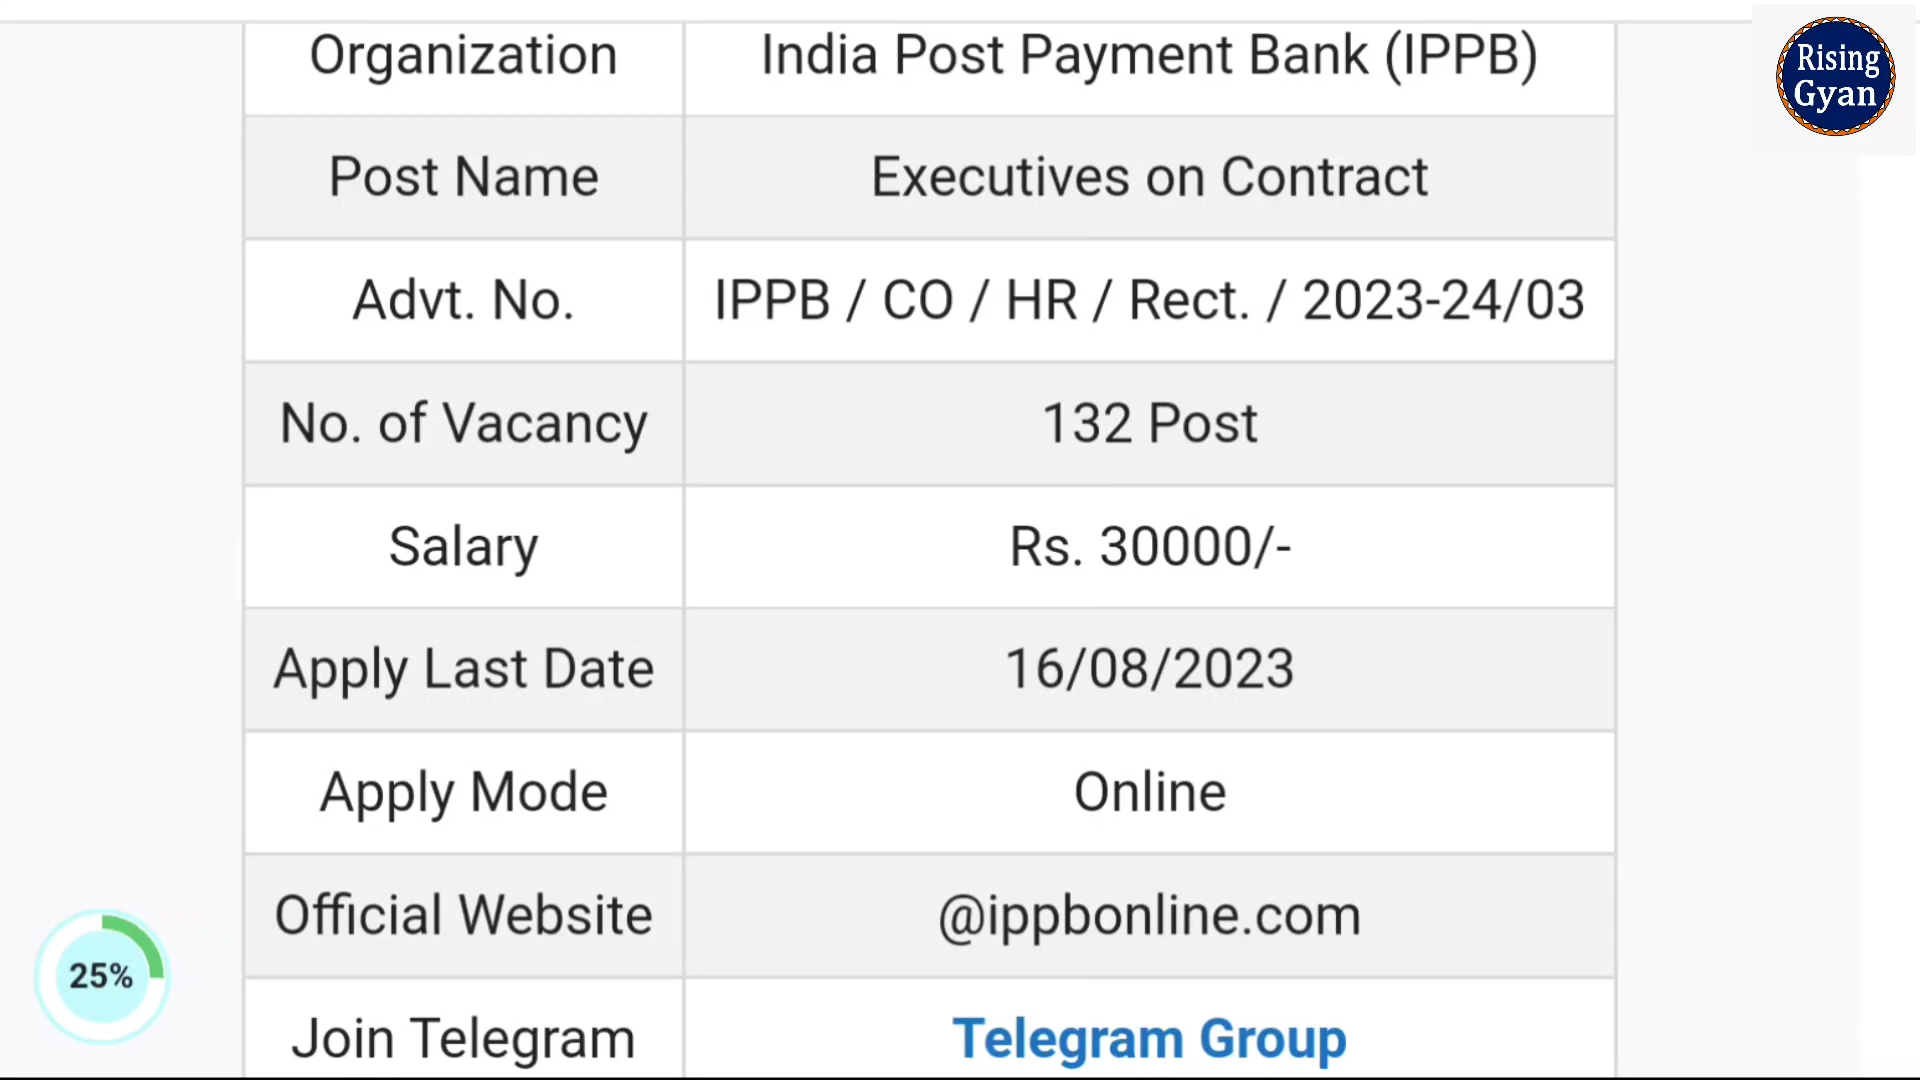 Rising
Gyan
Organization India Post Payment Bank (IPPB)
Post Name Executives on Contract
Advt. No. IPPB / CO / HR / Rect. / 2023-24/03
No. of Vacancy 132 Post
Salary Rs. 30000/-
Apply Last Date 16/08/2023
Apply Mode Online
Official Website @ippbonline.com
25%
Join Telegram Telegram Group